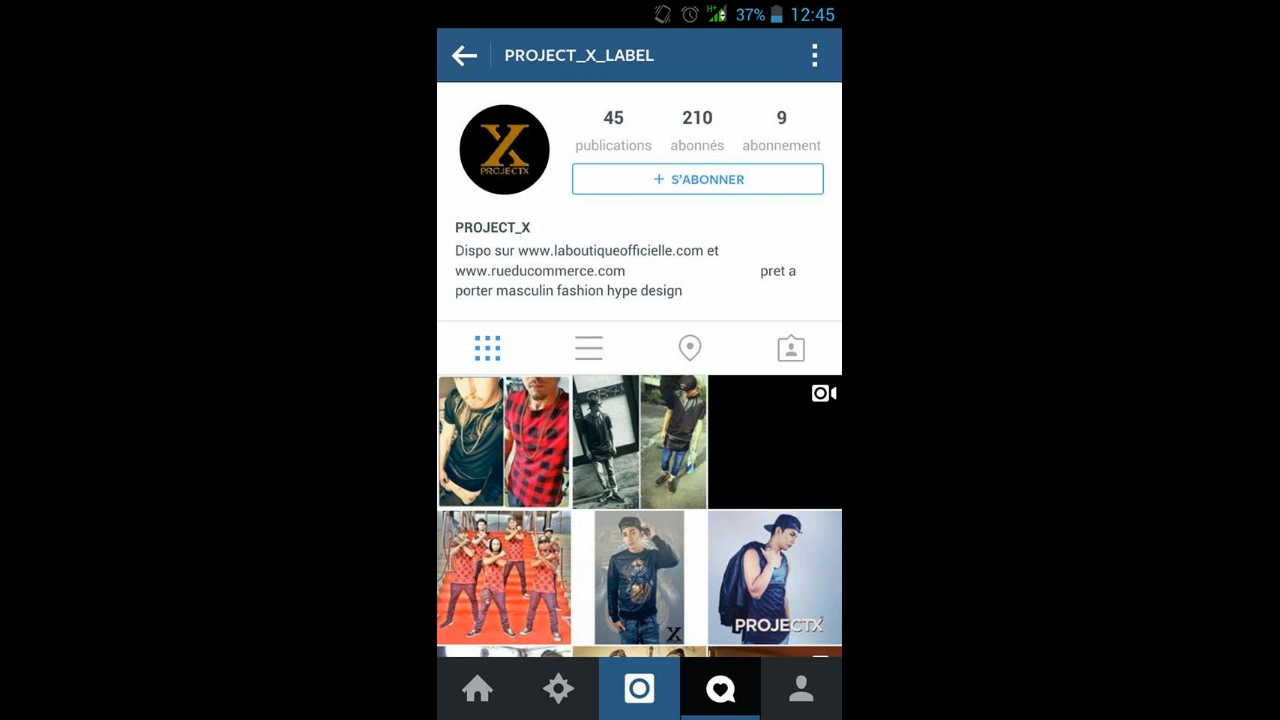 H+ 37% 12:45
PROJECT_X_LABEL
45 210 9
publications abonnés abonnement
+ S'ABONNER
X
PROJECTX
PROJECT_X
Dispo sur www.laboutiqueofficielle.com et
www.rueducommerce.com pret a
porter masculin fashion hype design
X
PROJECTX